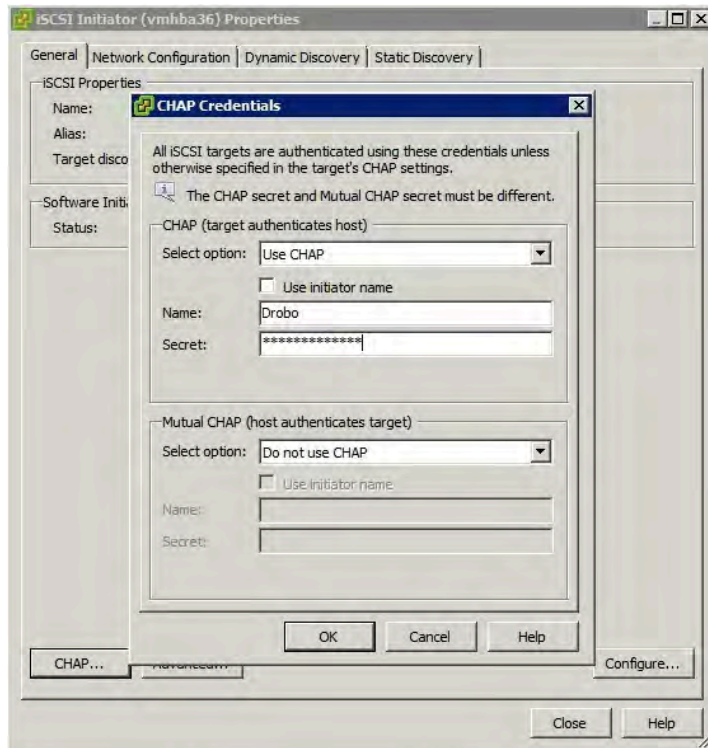 iSCSI Initiator (vmhba36) Properties
General Network Configuration Dynamic Discovery Static Discovery
iSCSI Properties
Name:
Alias:
Target disco
Software Initi
Status:
CHAP Credentials
All iSCSI targets are authenticated using these credentials unless
otherwise specified in the target's CHAP settings.
The CHAP secret and Mutual CHAP secret must be different.
CHAP (target authenticates host)
Select option: Use CHAP
Use initiator name
Name: Drobo
Secret: *************
Mutual CHAP (host authenticates target)
Select option: Do not use CHAP
Use initiator name
Name:
Secret:
OK Cancel Help
CHAP... Configure...
Close Help